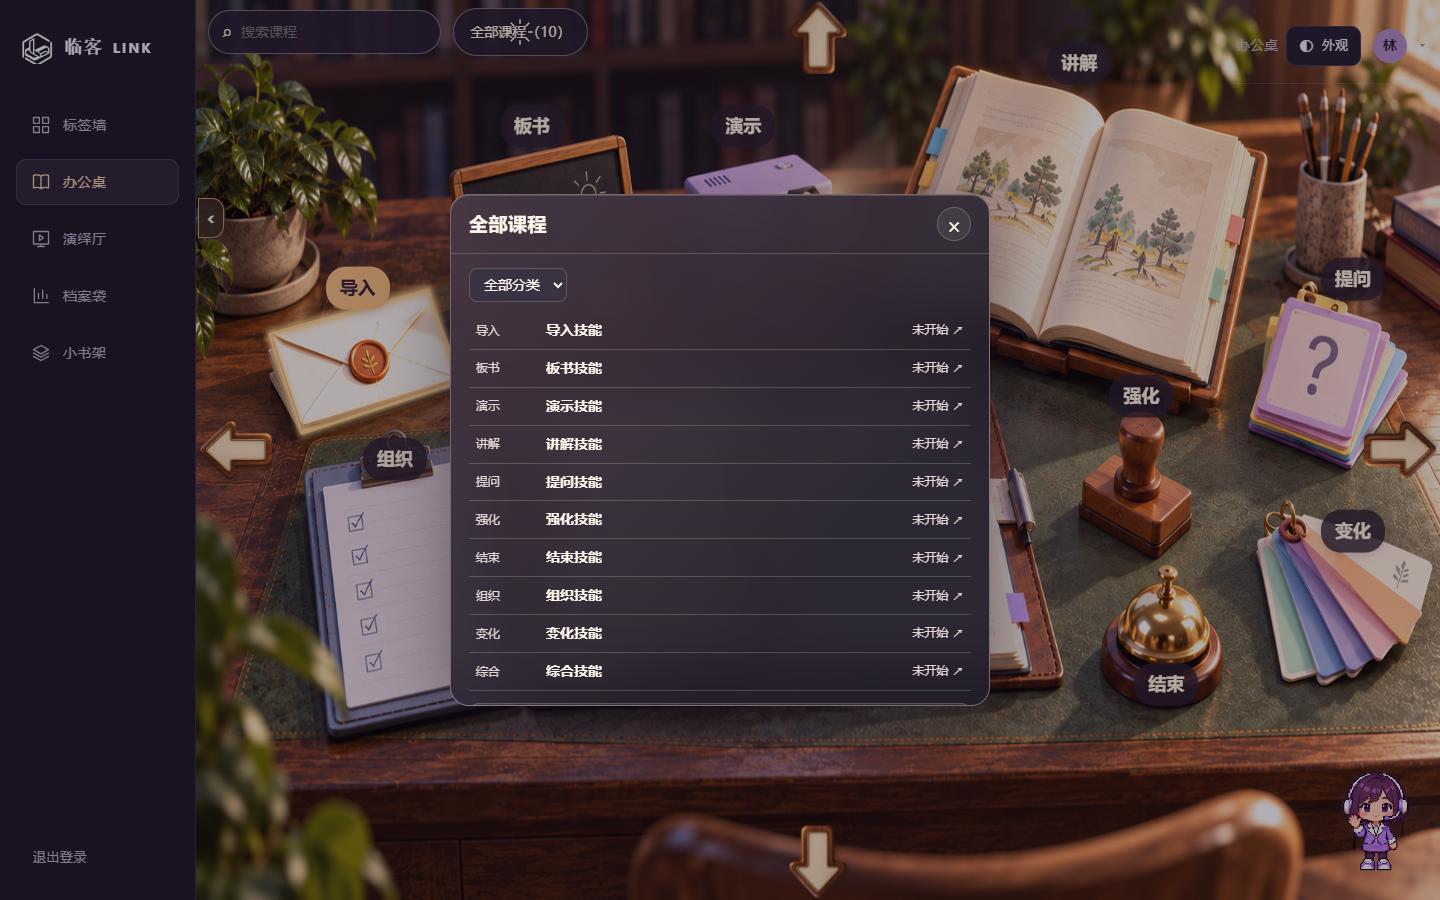 临客 LINK
标签墙
办公桌
演绎厅
档案袋
小书架
退出登录
搜索课程
全部课程 (10)
办公桌
外观
林
讲解
板书
演示
导入
组织
提问
强化
变化
结束
?
全部课程
×
全部分类
导入 导入技能 未开始 ↗
板书 板书技能 未开始 ↗
演示 演示技能 未开始 ↗
讲解 讲解技能 未开始 ↗
提问 提问技能 未开始 ↗
强化 强化技能 未开始 ↗
结束 结束技能 未开始 ↗
组织 组织技能 未开始 ↗
变化 变化技能 未开始 ↗
综合 综合技能 未开始 ↗